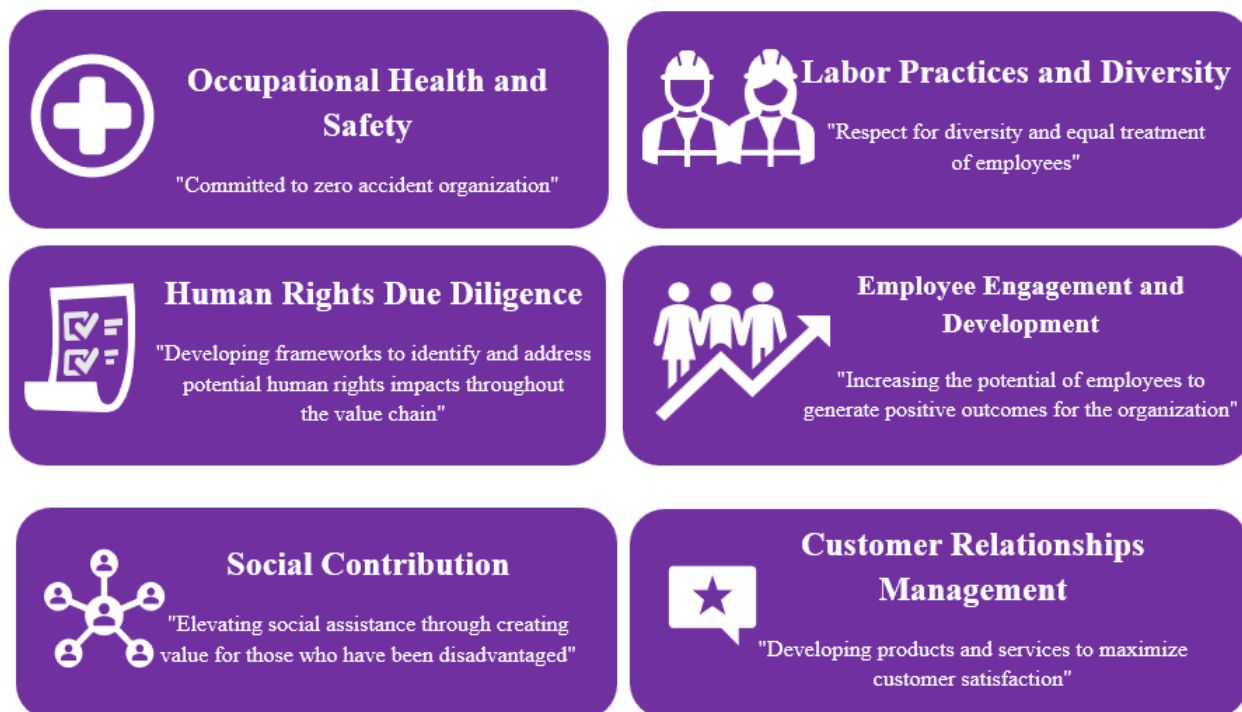 Occupational Health and
Safety
"Committed to zero accident organization"
Labor Practices and Diversity
"Respect for diversity and equal treatment
of employees"
Human Rights Due Diligence
"Developing frameworks to identify and address
potential human rights impacts throughout
the value chain"
Employee Engagement and
Development
"Increasing the potential of employees to
generate positive outcomes for the organization"
Social Contribution
"Elevating social assistance through creating
value for those who have been disadvantaged"
Customer Relationships
Management
"Developing products and services to maximize
customer satisfaction"